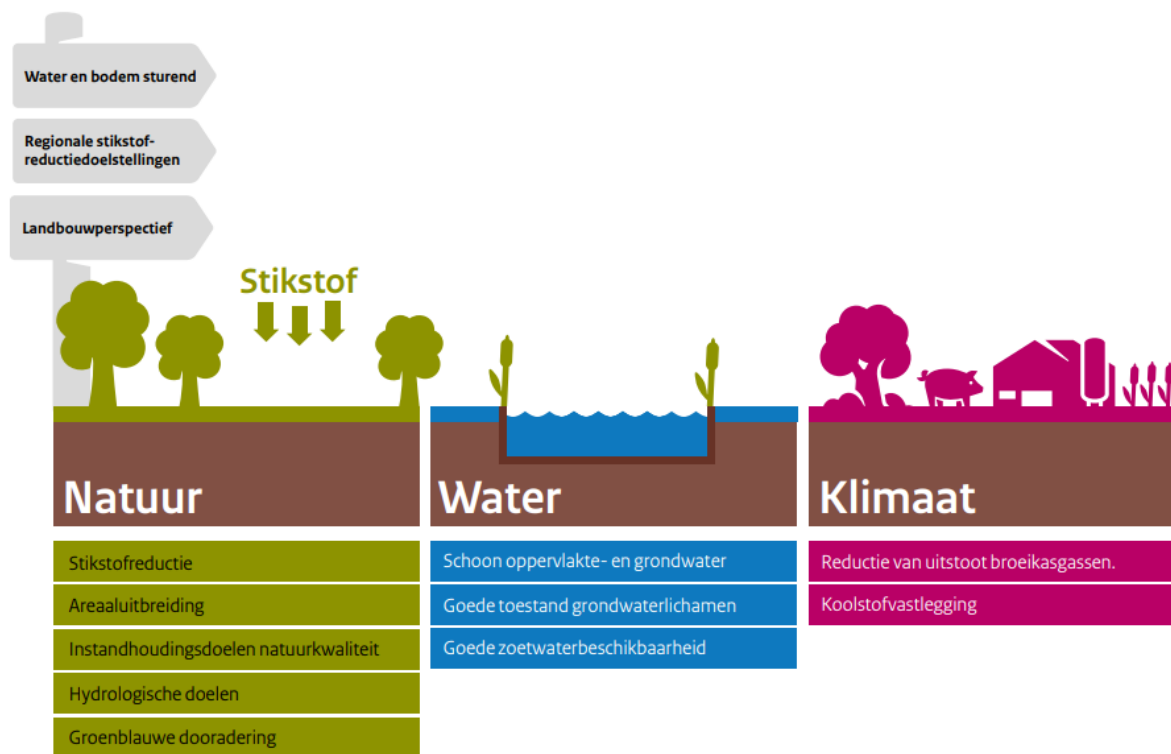 Water en bodem sturend
Regionale stikstof-
reductiedoelstellingen
Landbouwperspectief
Stikstof
Natuur
Stikstofreductie
Areaaluitbreiding
Instandhoudingsdoelen natuurkwaliteit
Hydrologische doelen
Groenblauwe dooradering
Water
Schoon oppervlakte- en grondwater
Goede toestand grondwaterlichamen
Goede zoetwaterbeschikbaarheid
Klimaat
Reductie van uitstoot broeikasgassen.
Koolstofvastlegging